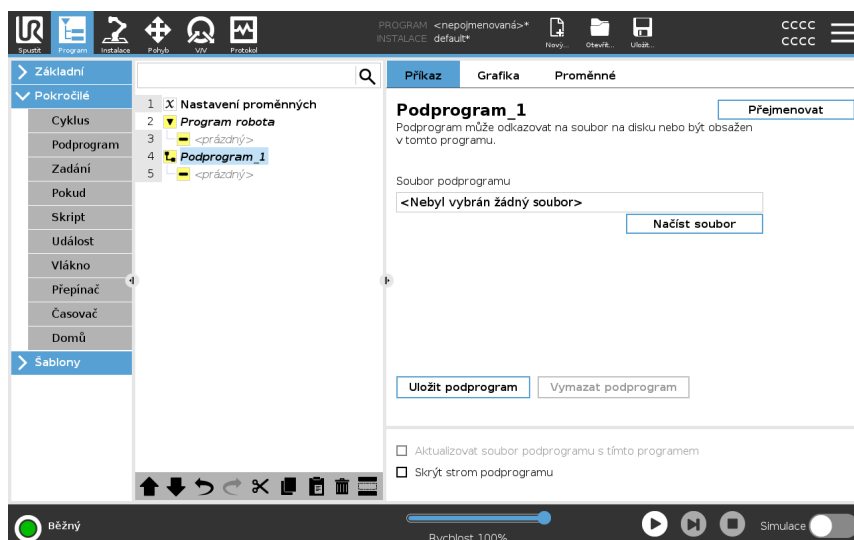 PROGRAM <nepojmenovaná>*
INSTALACE default*
UR
Spustit Program Instalace Pohyb V/V Protokol
Nový... Otevřít... Uložit...
CCCC
CCCC
Základní
Pokročilé
Cyklus
Podprogram
Zadání
Pokud
Skript
Událost
Vlákno
Přepínač
Časovač
Domů
Šablony
1 X Nastavení proměnných
2 Program robota
3 <prázdný>
4 Podprogram_1
5 <prázdný>
Příkaz Grafika Proměnné
Podprogram_1
Přejmenovat
Podprogram může odkazovat na soubor na disku nebo být obsažen
v tomto programu.
Soubor podprogramu
<Nebyl vybrán žádný soubor>
Načíst soubor
Uložit podprogram Vymazat podprogram
Aktualizovat soubor podprogramu s tímto programem
Skrýt strom podprogramu
Běžný
Rychlost 100%
Simulace